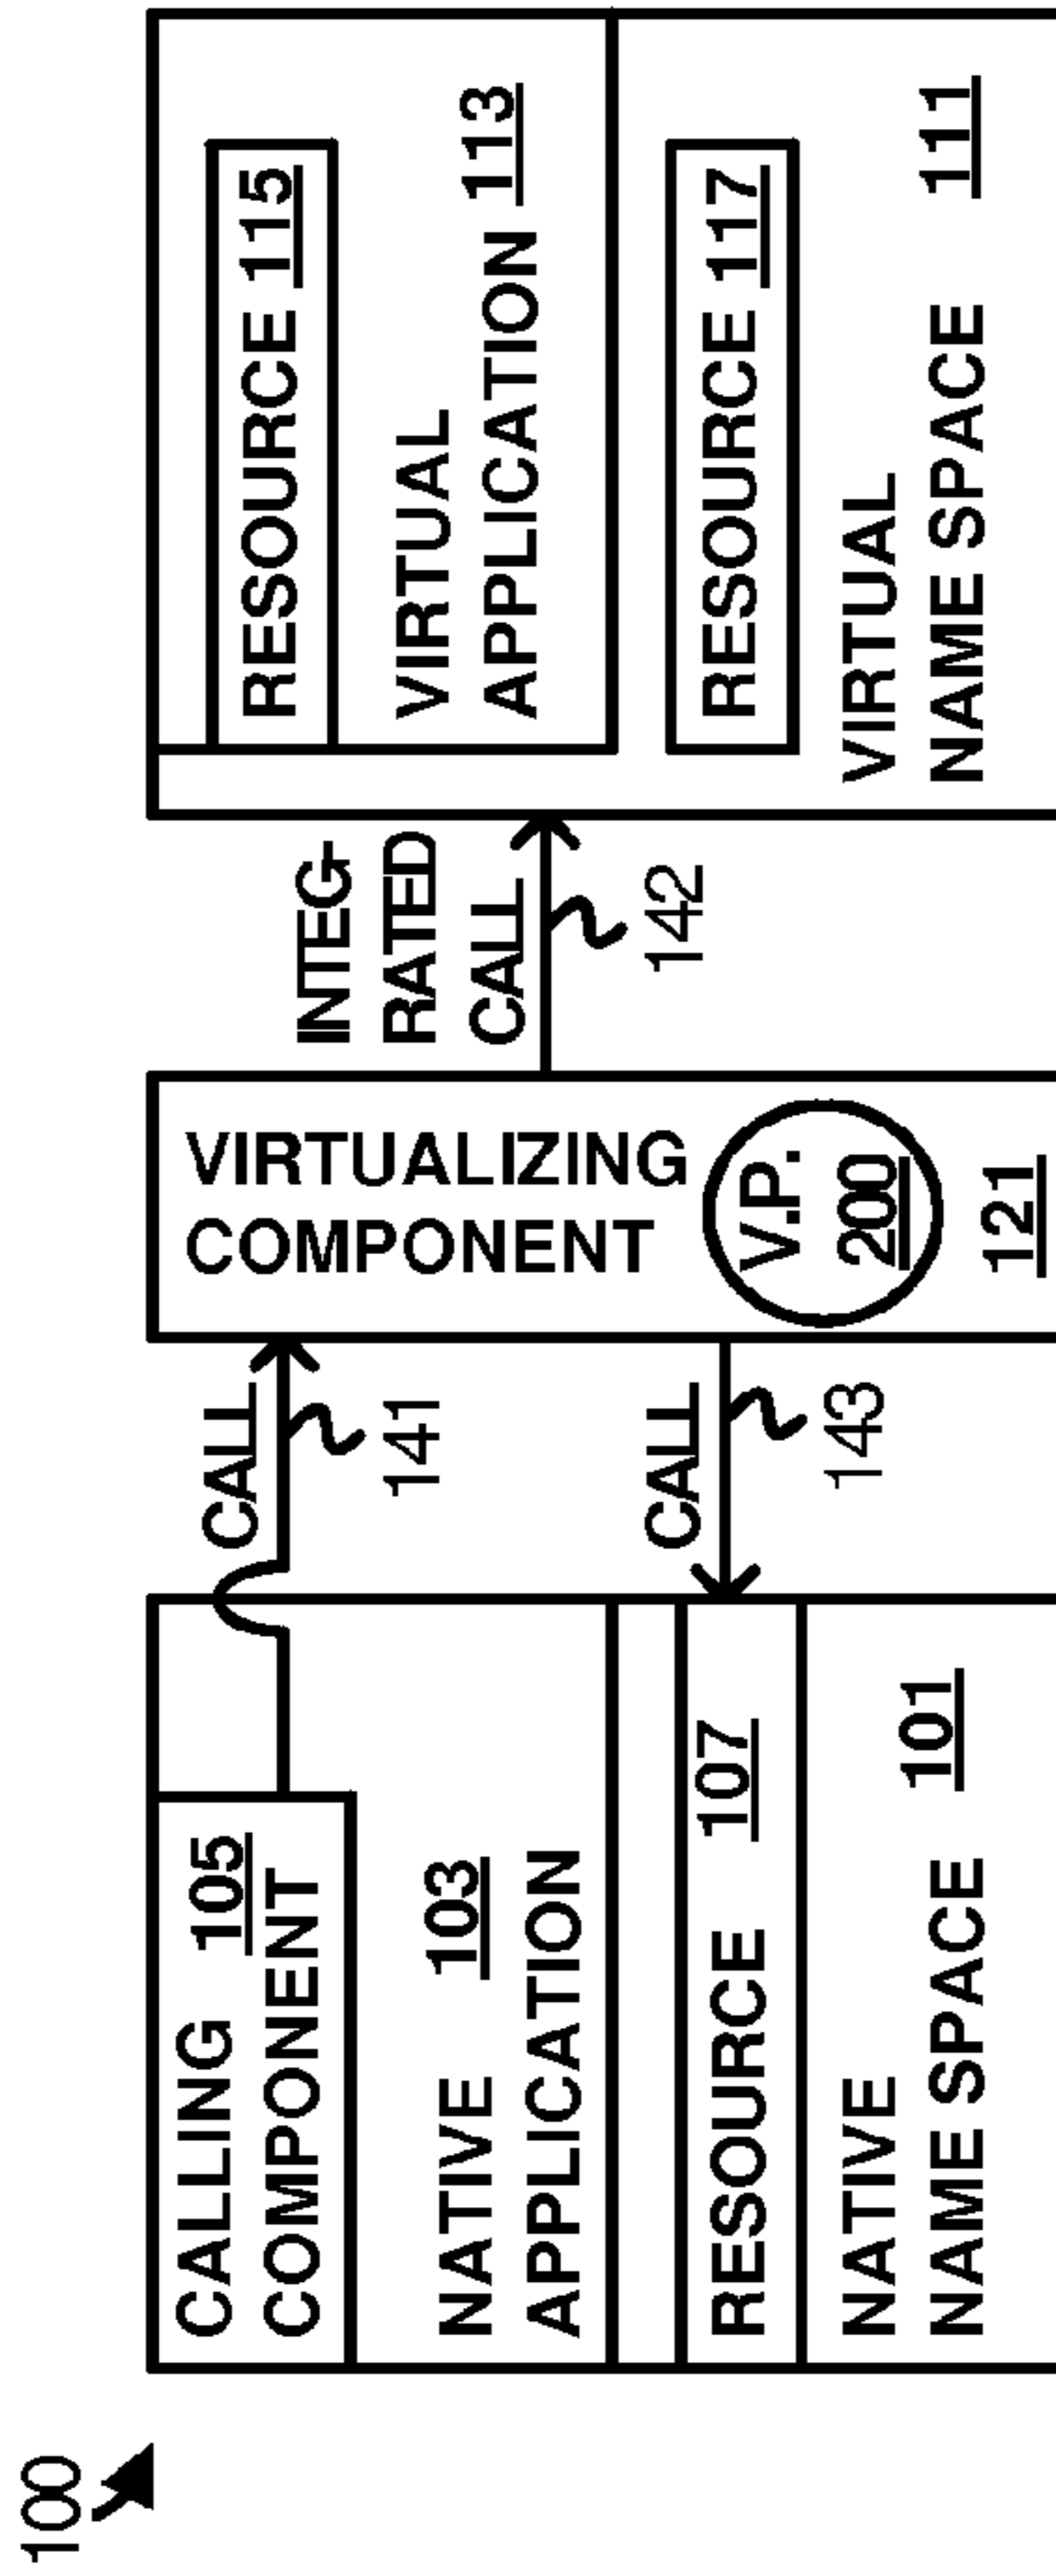 100
CALLING 105
COMPONENT
NATIVE 103
APPLICATION
RESOURCE 107
NATIVE
NAME SPACE 101
CALL
141
CALL
143
VIRTUALIZING
COMPONENT
V.P.
200
121
INTEG-
RATED
CALL
142
RESOURCE 115
VIRTUAL
APPLICATION 113
RESOURCE 117
VIRTUAL
NAME SPACE 111